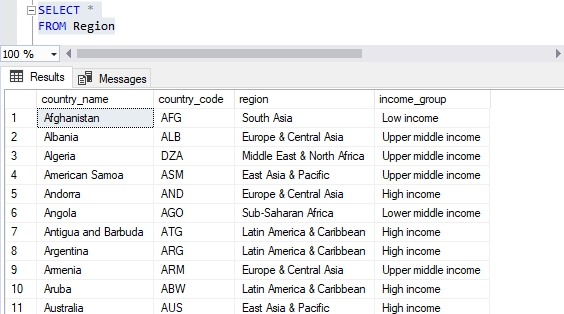 SELECT *
FROM Region
100 %
Results Messages
country_name country_code region income_group
1 Afghanistan AFG South Asia Low income
2 Albania ALB Europe & Central Asia Upper middle income
3 Algeria DZA Middle East & North Africa Upper middle income
4 American Samoa ASM East Asia & Pacific Upper middle income
5 Andorra AND Europe & Central Asia High income
6 Angola AGO Sub-Saharan Africa Lower middle income
7 Antigua and Barbuda ATG Latin America & Caribbean High income
8 Argentina ARG Latin America & Caribbean High income
9 Armenia ARM Europe & Central Asia Upper middle income
10 Aruba ABW Latin America & Caribbean High income
11 Australia AUS East Asia & Pacific High income